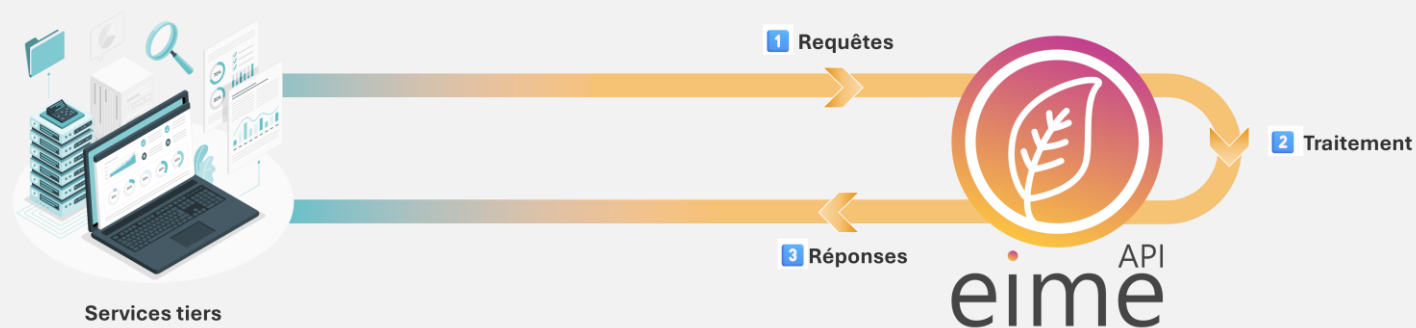 1 Requêtes
2 Traitement
3 Réponses
API
eime
Services tiers